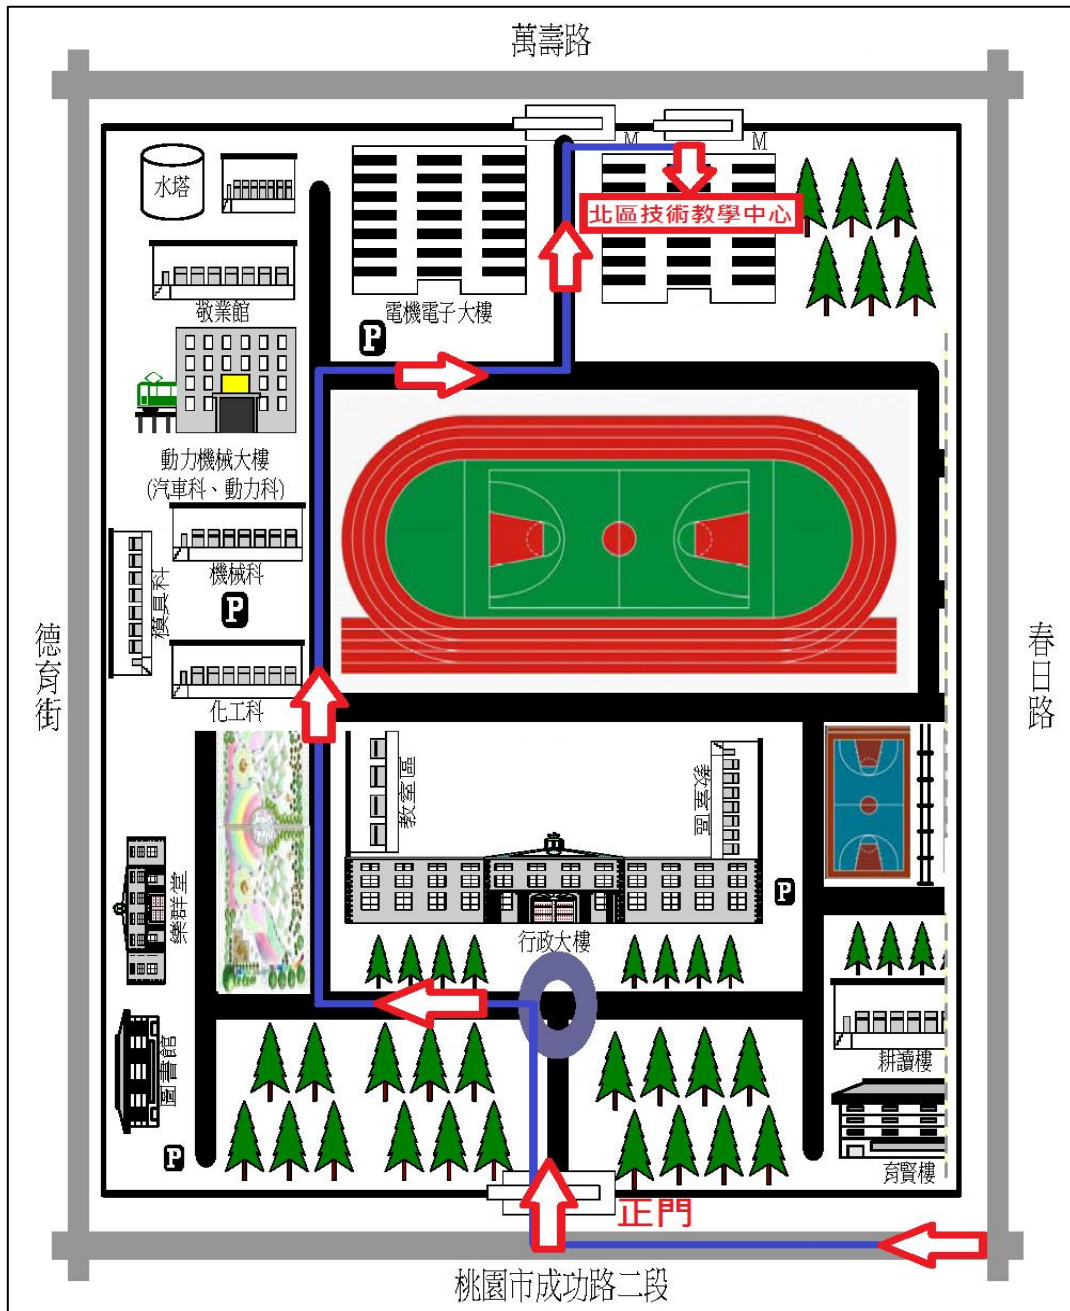 萬壽路
M
M
水塔
北區技術教學中心
敬業館
電機電子大樓
P
動力機械大樓
(汽車科、動力科)
機械科
模具科
P
德育街
春日路
化工科
教室區
教室區
樂群堂
P
行政大樓
圖書館
耕讀樓
P
育賢樓
正門
桃園市成功路二段